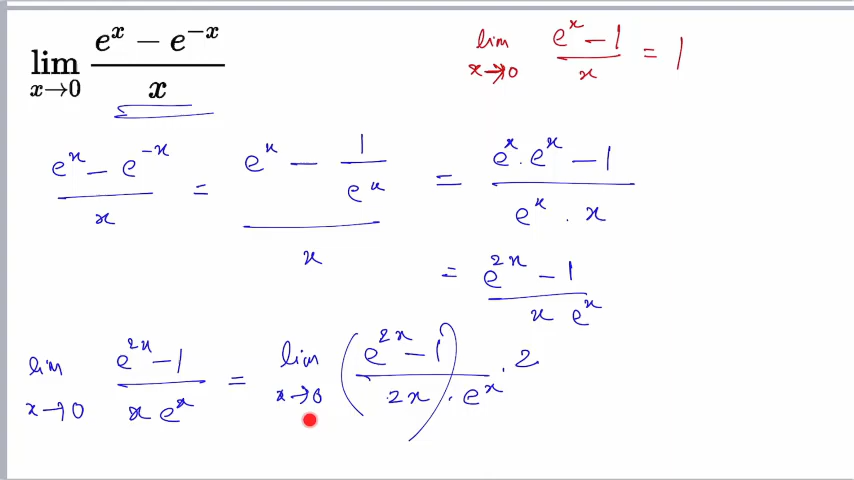 lim x→0 (e^x − e^{−x})/x
lim x→0 (e^x − 1)/x = 1
(e^x − e^{−x})/x = (e^x − 1/e^x)/x = (e^x · e^x − 1)/(e^x · x)
= (e^{2x} − 1)/(x e^x)
lim x→0 (e^{2x} − 1)/(x e^x) = lim x→0 ((e^{2x} − 1)/(2x)) · e^x · 2